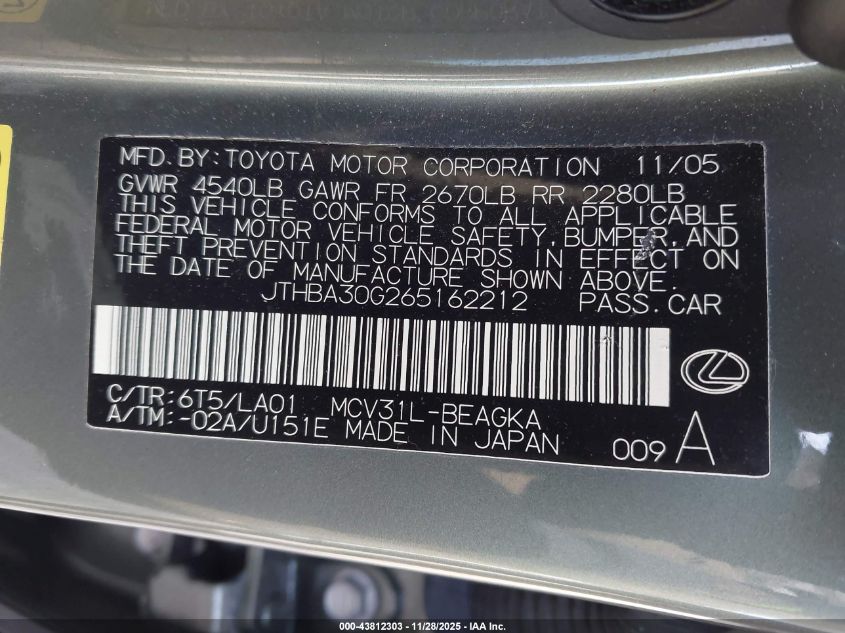 MFD.BY:TOYOTA MOTOR CORPORATION 11/05
GVWR 4540LB GAWR FR 2670LB RR 2280LB
THIS VEHICLE CONFORMS TO ALL APPLICABLE
FEDERAL MOTOR VEHICLE SAFETY,BUMPER,AND
THEFT PREVENTION STANDARDS IN EFFECT ON
THE DATE OF MANUFACTURE SHOWN ABOVE.
JTHBA30G265162212 PASS.CAR
C/TR:6T5/LA01 MCV31L-BEAGKA
A/TM:-02A/U151E MADE IN JAPAN
009 A
000-43812303 - 11/28/2025 - IAA Inc.